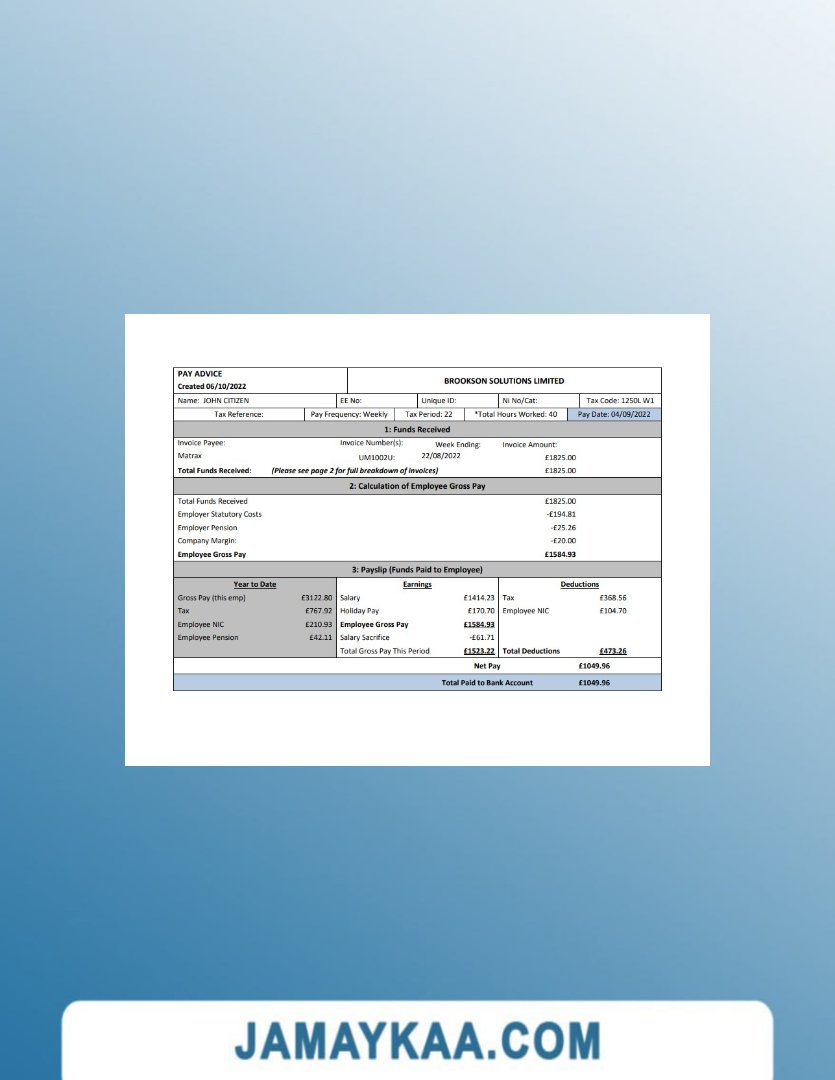 PAY ADVICE
Created 06/10/2022
BROOKSON SOLUTIONS LIMITED
Name: JOHN CITIZEN EE No: Unique ID: NI No/Cat: Tax Code: 1250L W1
Tax Reference: Pay Frequency: Weekly Tax Period: 22 *Total Hours Worked: 40 Pay Date: 04/09/2022
1: Funds Received
Invoice Payee: Invoice Number(s): Week Ending: Invoice Amount:
Matrax UM1002U: 22/08/2022 £1825.00
Total Funds Received: (Please see page 2 for full breakdown of invoices) £1825.00
2: Calculation of Employee Gross Pay
Total Funds Received £1825.00
Employer Statutory Costs -£194.81
Employer Pension -£25.26
Company Margin: -£20.00
Employee Gross Pay £1584.93
3: Payslip (Funds Paid to Employee)
Year to Date Earnings Deductions
Gross Pay (this emp) £3122.80 Salary £1414.23 Tax £368.56
Tax £767.92 Holiday Pay £170.70 Employee NIC £104.70
Employee NIC £210.93 Employee Gross Pay £1584.93
Employee Pension £42.11 Salary Sacrifice -£61.71
Total Gross Pay This Period £1523.22 Total Deductions £473.26
Net Pay £1049.96
Total Paid to Bank Account £1049.96
JAMAYKAA.COM